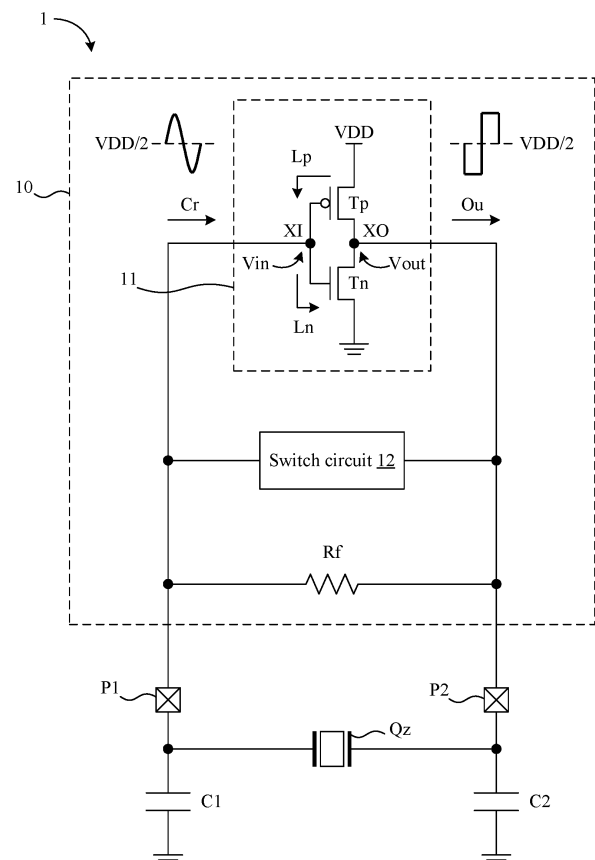 1
VDD/2
VDD
VDD/2
Lp
10
Cr
Tp
Ou
XI
XO
Vin
Vout
11
Tn
Ln
Switch circuit 12
Rf
P1
P2
Qz
C1
C2